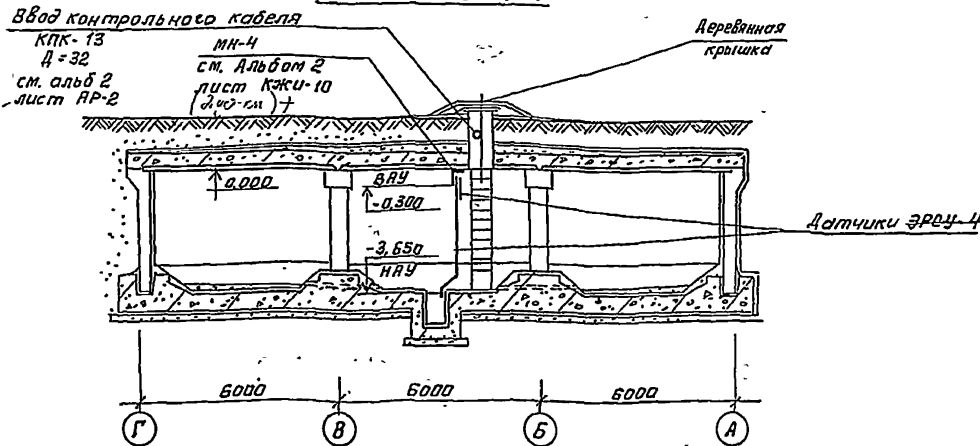 Ввод контрольного кабеля
КПК-13
Д=32
см. альб 2
лист АР-2
МН-4
см. Альбом 2
лист КЖИ-10
Деревянная
крышка
0,000
ВАУ
-0,300
-3,650
НАУ
Датчики ЭРСУ-4
6000
6000
6000
Г
В
Б
А